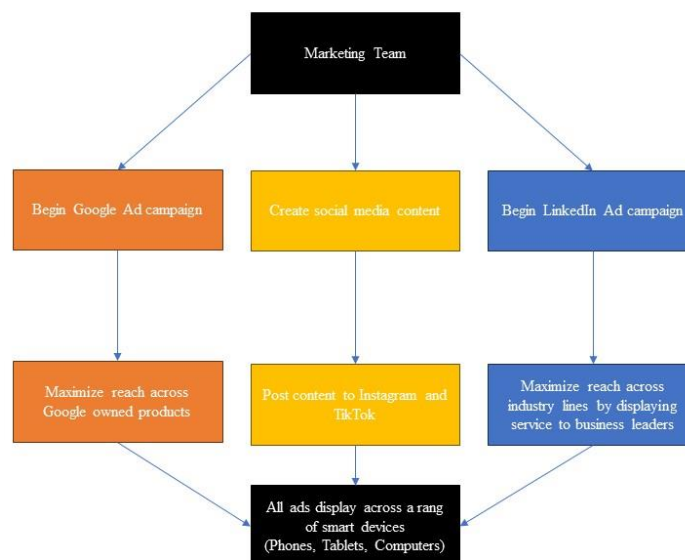 Marketing Team
Begin Google Ad campaign
Create social media content
Begin LinkedIn Ad campaign
Maximize reach across
Google owned products
Post content to Instagram and
TikTok
Maximize reach across
industry lines by displaying
service to business leaders
All ads display across a rang
of smart devices
(Phones, Tablets, Computers)